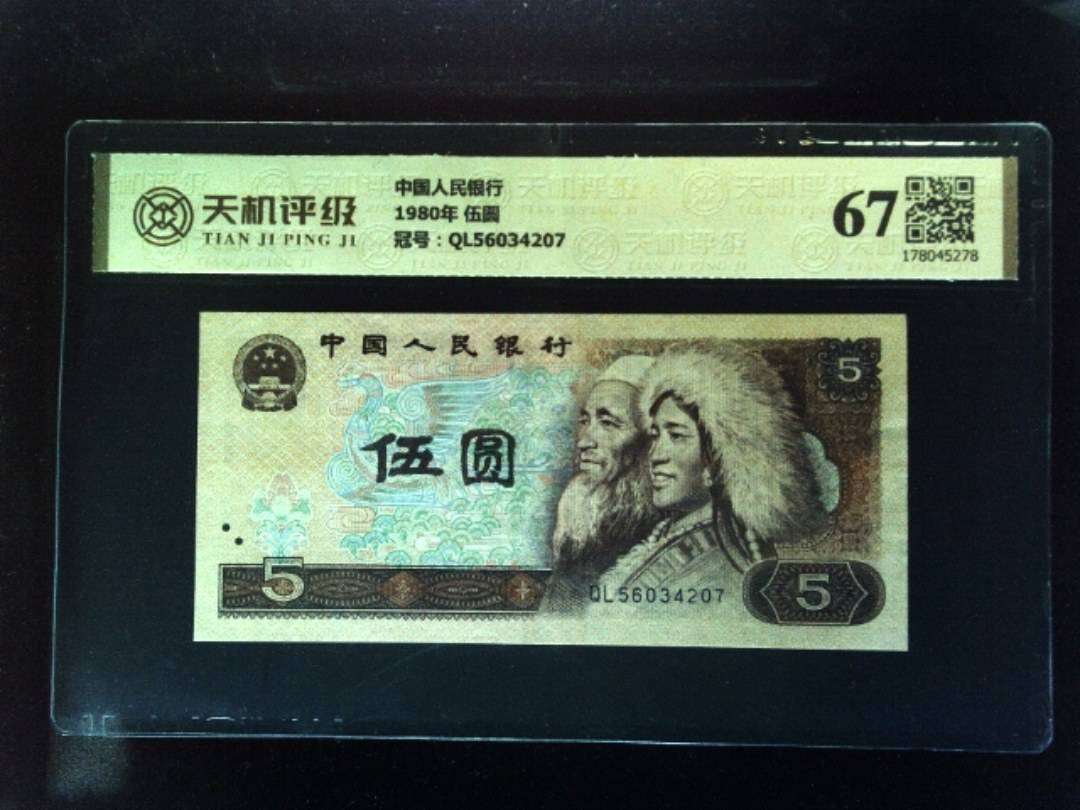 天机评级
TIAN JI PING JI
中国人民银行
1980年 伍圆
冠号：QL56034207
67
178045278
中国人民银行
5
伍圆
5
QL56034207
5